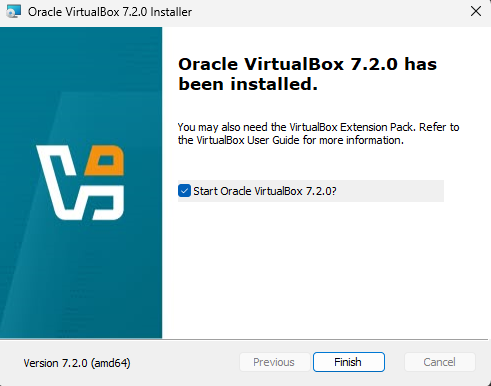 Oracle VirtualBox 7.2.0 Installer
Oracle VirtualBox 7.2.0 has
been installed.
You may also need the VirtualBox Extension Pack. Refer to
the VirtualBox User Guide for more information.
Start Oracle VirtualBox 7.2.0?
Version 7.2.0 (amd64)
Previous
Finish
Cancel